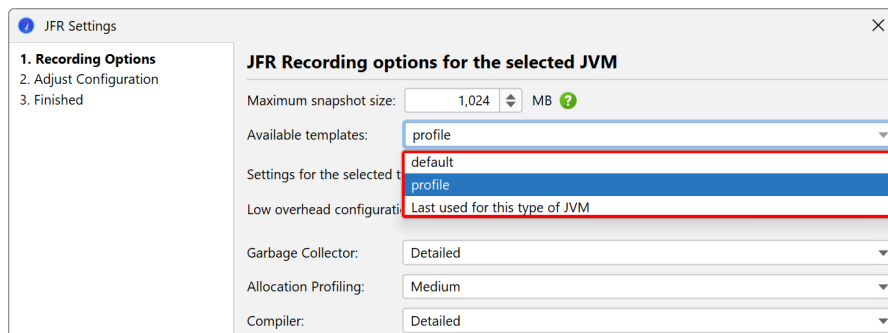 JFR Settings
1. Recording Options
2. Adjust Configuration
3. Finished
JFR Recording options for the selected JVM
Maximum snapshot size: 1,024 MB ?
Available templates: profile
default
Settings for the selected t
profile
Low overhead configurati
Last used for this type of JVM
Garbage Collector: Detailed
Allocation Profiling: Medium
Compiler: Detailed